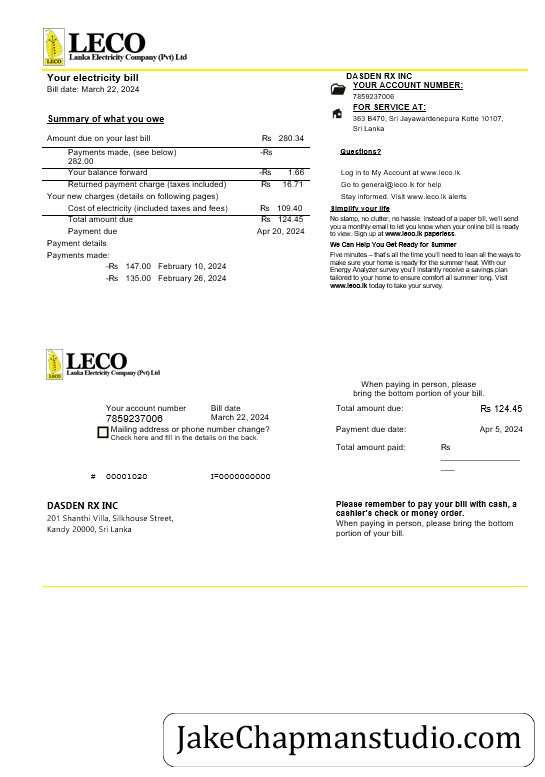 LECO
Lanka Electricity Company (Pvt) Ltd
Your electricity bill
Bill date: March 22, 2024
Summary of what you owe
Amount due on your last bill Rs 280.34
Payments made, (see below) -Rs
282.00
Your balance forward - 1.66
Returned payment charge (taxes included) Rs 16.71
Your new charges (details on following pages)
Cost of electricity (included taxes and fees) Rs 109.40
Total amount due Rs 124.45
Payment due Apr 20, 2024
Payment details
Payments made:
-Rs 147.00 February 10, 2024
-Rs 135.00 February 26, 2024
DASDEN RX INC
YOUR ACCOUNT NUMBER:
7859237006
FOR SERVICE AT:
363 B470, Sri Jayawardenepura Kotte 10107,
Sri Lanka
Questions?
Log in to My Account at www.leco.lk
Go to general@leco.lk for help
Stay informed. Visit www.leco.lk alerts
Simplify your life
No stamp, no clutter, no hassle. Instead of a paper bill, we'll send
you a monthly email to let you know when your online bill is ready
to view. Sign up at www.leco.lk paperless.
We Can Help You Get Ready for Summer
Five minutes – that's all the time you'll need to lean all the ways to
make sure your home is ready for the summer heat. With our
Energy Analyzer survey you'll instantly receive a savings plan
tailored to your home to ensure comfort all summer long. Visit
www.leco.lk today to take your survey.
LECO
Lanka Electricity Company (Pvt) Ltd
When paying in person, please
bring the bottom portion of your bill.
Your account number Bill date
7859237006 March 22, 2024
Mailing address or phone number change?
Check here and fill in the details on the back.
Total amount due: Rs 124.45
Payment due date: Apr 5, 2024
Total amount paid: Rs
# 00001020 I=0000000000
DASDEN RX INC
201 Shanthi Villa, Silkhouse Street,
Kandy 20000, Sri Lanka
Please remember to pay your bill with cash, a
cashier's check or money order.
When paying in person, please bring the bottom
portion of your bill.
JakeChapmanstudio.com